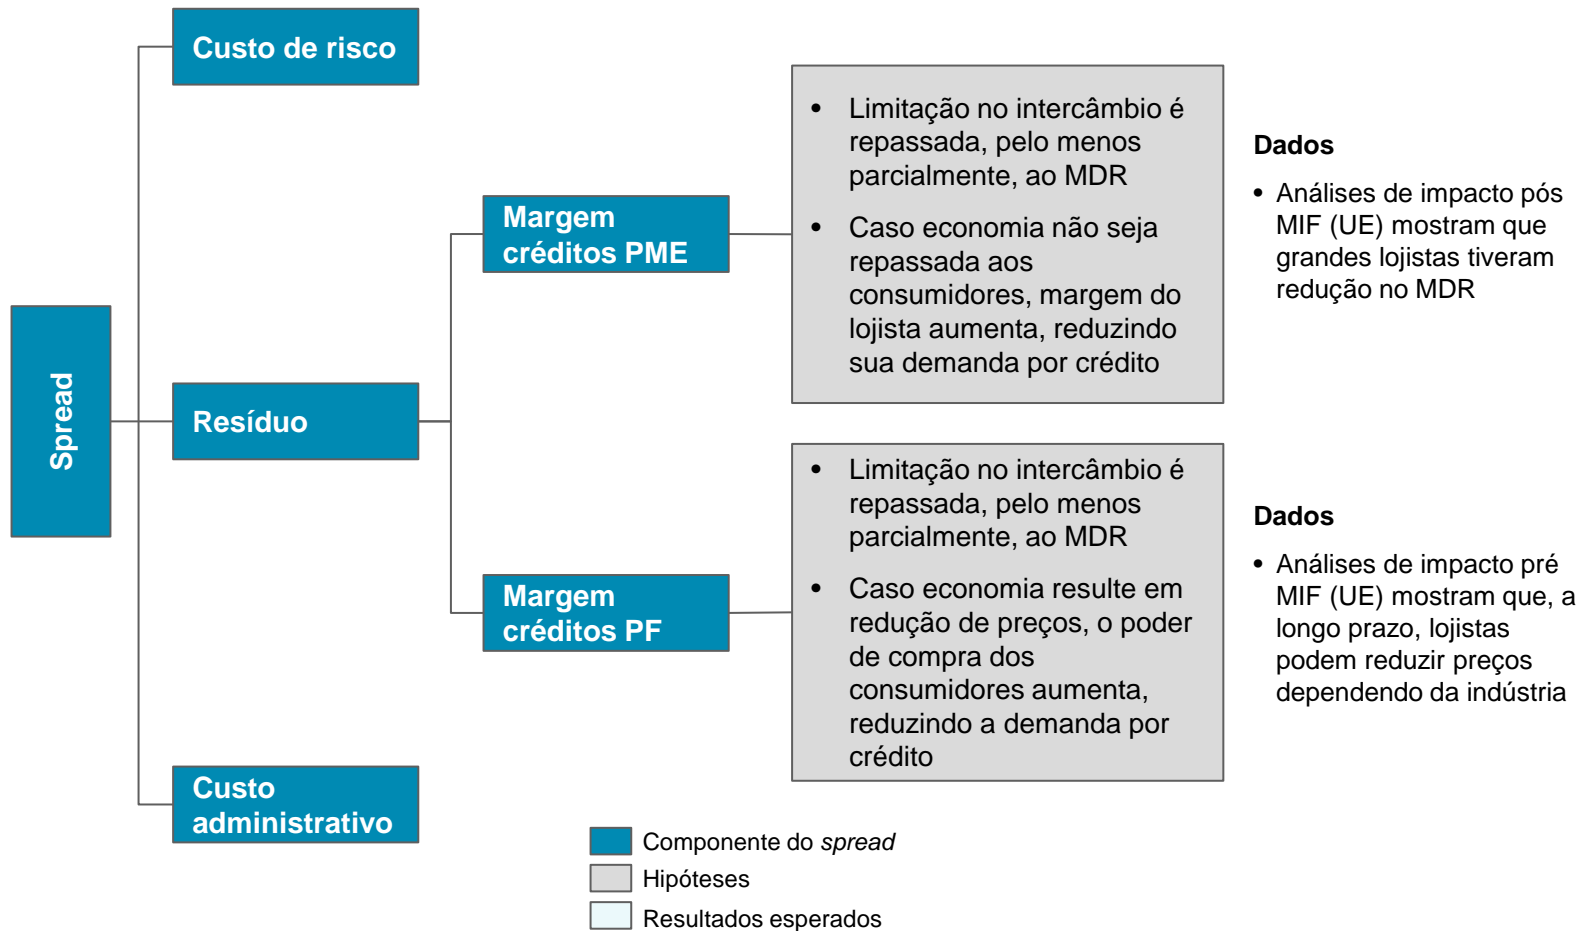 Spread
Custo de risco
Resíduo
Custo
administrativo
Margem
créditos PME
Margem
créditos PF
• Limitação no intercâmbio é
repassada, pelo menos
parcialmente, ao MDR
• Caso economia não seja
repassada aos
consumidores, margem do
lojista aumenta, reduzindo
sua demanda por crédito
• Limitação no intercâmbio é
repassada, pelo menos
parcialmente, ao MDR
• Caso economia resulte em
redução de preços, o poder
de compra dos
consumidores aumenta,
reduzindo a demanda por
crédito
Dados
• Análises de impacto pós
MIF (UE) mostram que
grandes lojistas tiveram
redução no MDR
Dados
• Análises de impacto pré
MIF (UE) mostram que, a
longo prazo, lojistas
podem reduzir preços
dependendo da indústria
Componente do spread
Hipóteses
Resultados esperados